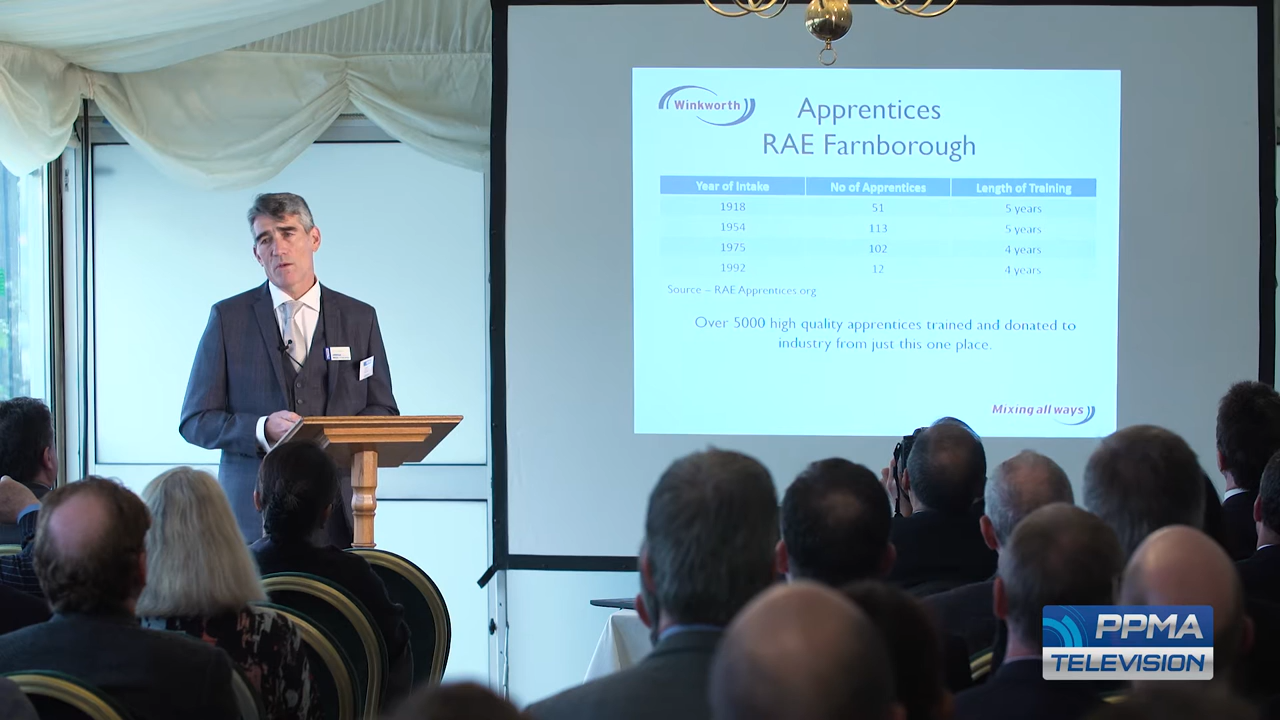 Winkworth
Apprentices
RAE Farnborough
Year of Intake No of Apprentices Length of Training
1918 51 5 years
1954 113 5 years
1975 102 4 years
1992 12 4 years
Source – RAE Apprentices.org
Over 5000 high quality apprentices trained and donated to
industry from just this one place.
Mixing all ways
PPMA
TELEVISION